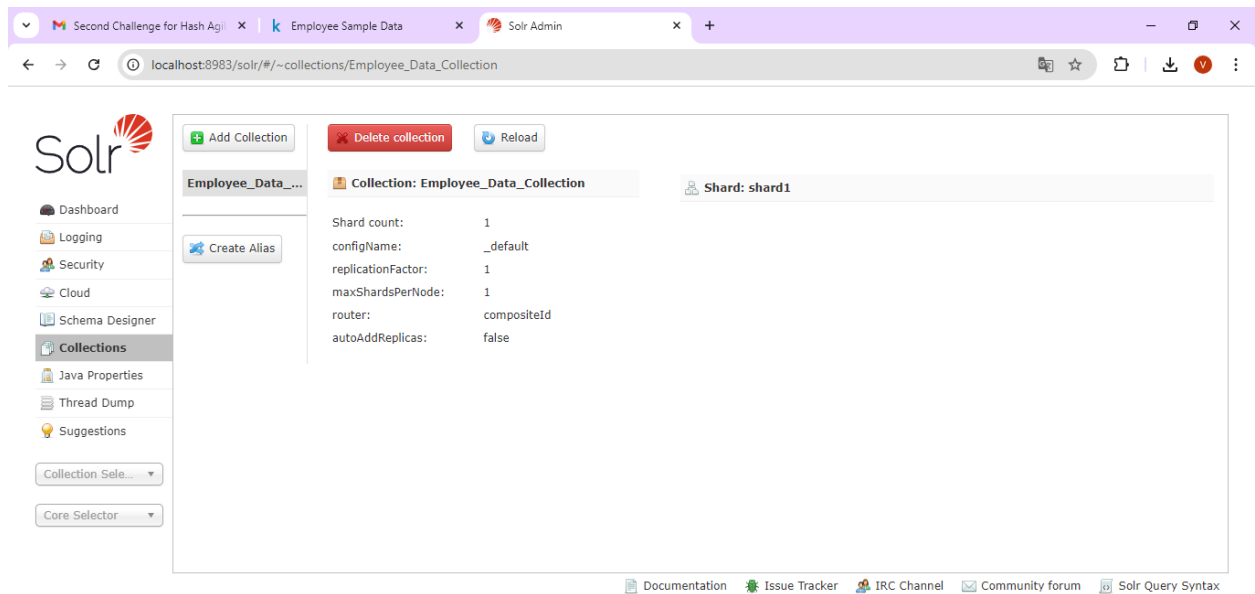 Second Challenge for Hash Agil
Employee Sample Data
Solr Admin
localhost:8983/solr/#/~collections/Employee_Data_Collection
V
Solr
Dashboard
Logging
Security
Cloud
Schema Designer
Collections
Java Properties
Thread Dump
Suggestions
Collection Sele...
Core Selector
Add Collection
Employee_Data_...
Create Alias
Delete collection
Reload
Collection: Employee_Data_Collection
Shard count: 1
configName: _default
replicationFactor: 1
maxShardsPerNode: 1
router: compositeId
autoAddReplicas: false
Shard: shard1
Documentation Issue Tracker IRC Channel Community forum Solr Query Syntax